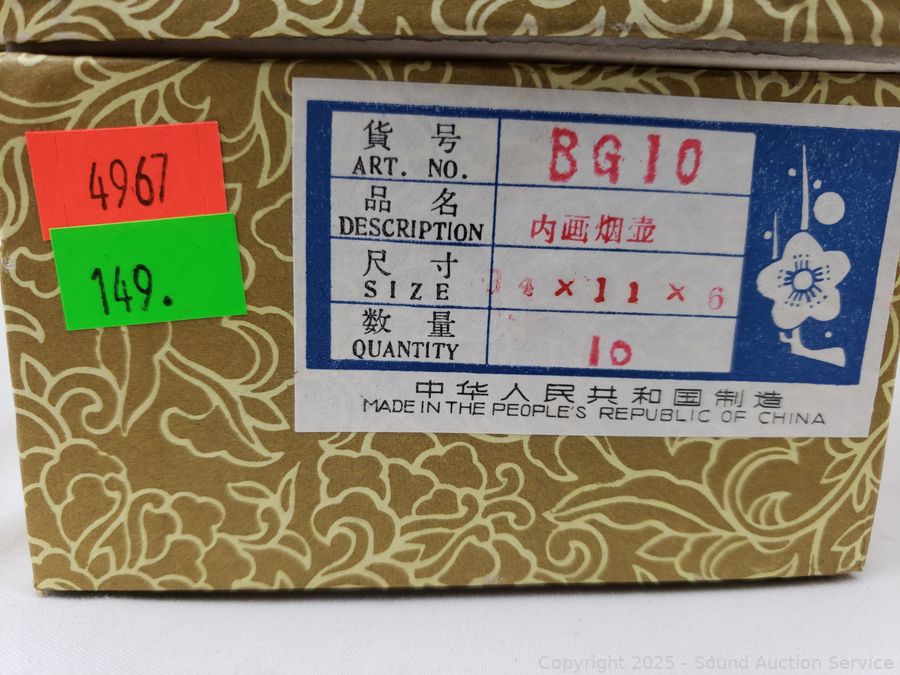 4967
149.
貨 号 BG10
ART. NO.
品 名 内画烟壶
DESCRIPTION
尺 寸 4 × 11 × 6
SIZE
数 量 10
QUANTITY
中华人民共和国制造
MADE IN THE PEOPLE'S REPUBLIC OF CHINA
Copyright 2025 - Sound Auction Service